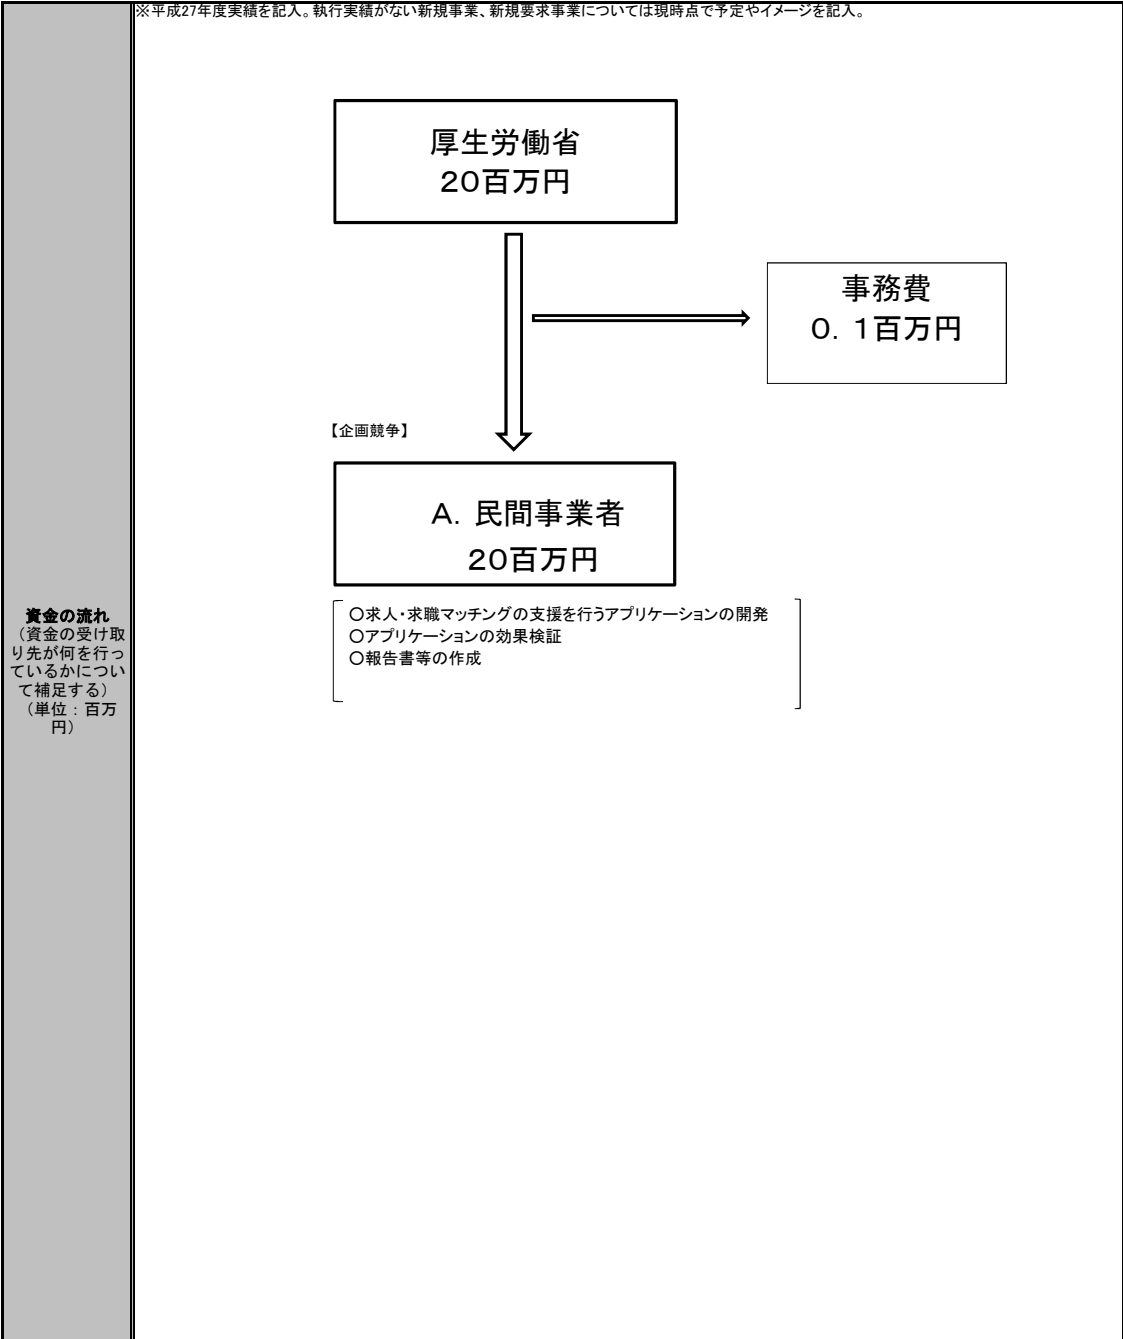 ※平成27年度実績を記入。執行実績がない新規事業、新規要求事業については現時点で予定やイメージを記入。
資金の流れ
（資金の受け取
り先が何を行っ
ているかについ
て補足する）
（単位：百万
円）
厚生労働省
２０百万円
事務費
０．１百万円
【企画競争】
Ａ．民間事業者
２０百万円
○求人・求職マッチングの支援を行うアプリケーションの開発
○アプリケーションの効果検証
○報告書等の作成